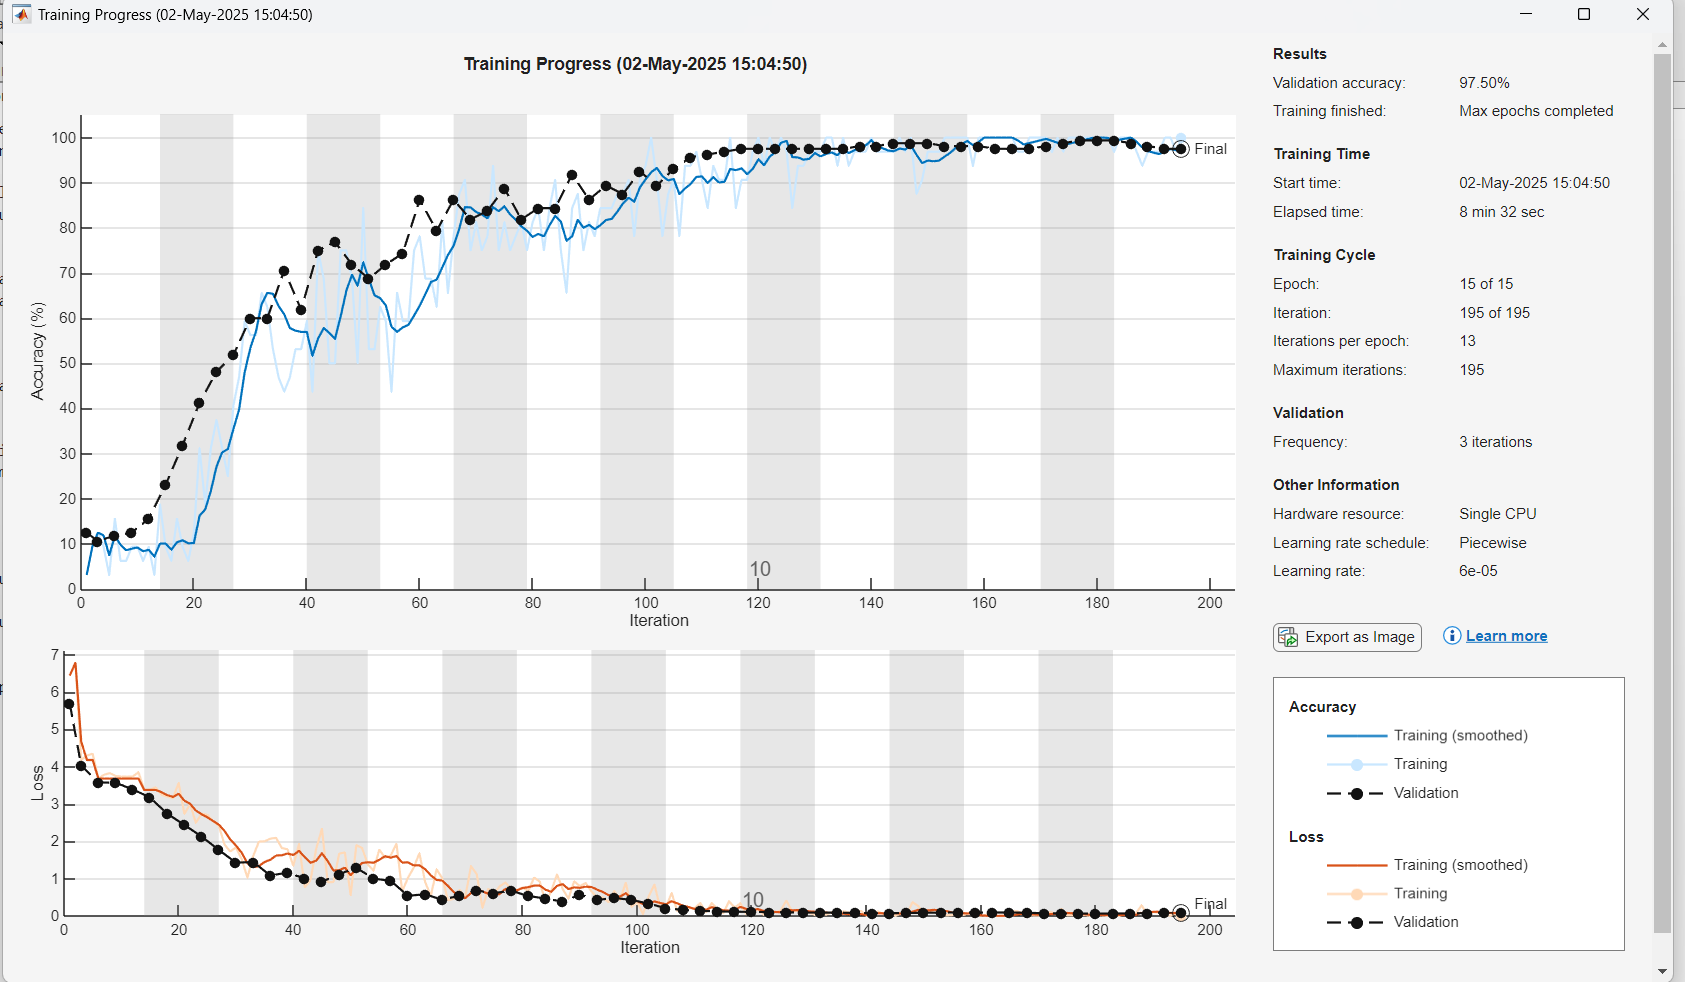 Training Progress (02-May-2025 15:04:50)
Training Progress (02-May-2025 15:04:50)
Accuracy (%)
100
90
80
70
60
50
40
30
20
10
0
Final
10
0 20 40 60 80 100 120 140 160 180 200
Iteration
Loss
7
6
5
4
3
2
1
0
10
Final
0 20 40 60 80 100 120 140 160 180 200
Iteration
Results
Validation accuracy: 97.50%
Training finished: Max epochs completed
Training Time
Start time: 02-May-2025 15:04:50
Elapsed time: 8 min 32 sec
Training Cycle
Epoch: 15 of 15
Iteration: 195 of 195
Iterations per epoch: 13
Maximum iterations: 195
Validation
Frequency: 3 iterations
Other Information
Hardware resource: Single CPU
Learning rate schedule: Piecewise
Learning rate: 6e-05
Export as Image
Learn more
Accuracy
Training (smoothed)
Training
Validation
Loss
Training (smoothed)
Training
Validation